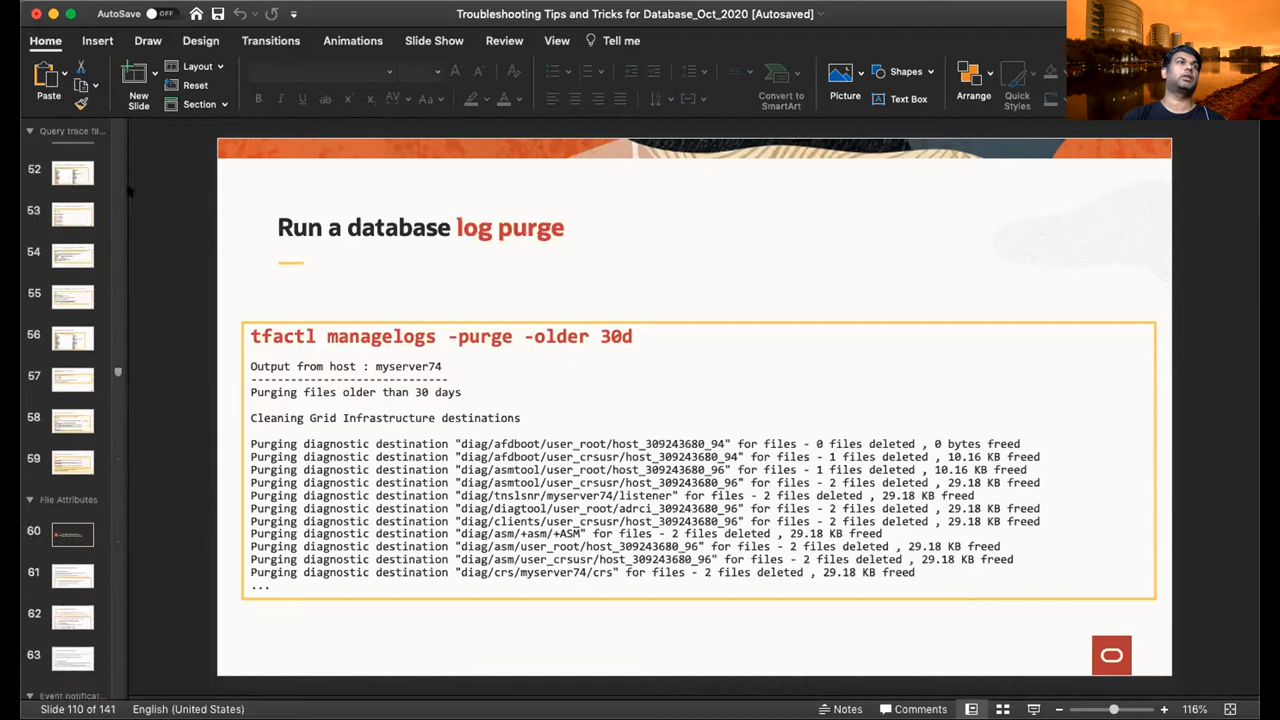 AutoSave OFF
Troubleshooting Tips and Tricks for Database_Oct_2020 [Autosaved]
Home Insert Draw Design Transitions Animations Slide Show Review View Tell me
Paste
New Slide
Layout
Reset
Section
B I U ab x² x₂ AV Aa A
Convert to SmartArt
Picture
Shapes
Text Box
Arrange
Quick Styles
Query trace fil...
52
53
54
55
56
57
58
59
File Attributes
60
61
62
63
Event notificat...
Run a database log purge
tfactl managelogs -purge -older 30d
Output from host : myserver74
------------------------------
Purging files older than 30 days
Cleaning Grid Infrastructure destinations
Purging diagnostic destination "diag/afdboot/user_root/host_309243680_94" for files - 0 files deleted , 0 bytes freed
Purging diagnostic destination "diag/afdboot/user_crsusr/host_309243680_94" for files - 1 files deleted , 10.16 KB freed
Purging diagnostic destination "diag/asmtool/user_root/host_309243680_96" for files - 1 files deleted , 10.16 KB freed
Purging diagnostic destination "diag/asmtool/user_crsusr/host_309243680_96" for files - 2 files deleted , 29.18 KB freed
Purging diagnostic destination "diag/tnslsnr/myserver74/listener" for files - 2 files deleted , 29.18 KB freed
Purging diagnostic destination "diag/diagtool/user_root/adrci_309243680_96" for files - 2 files deleted , 29.18 KB freed
Purging diagnostic destination "diag/clients/user_crsusr/host_309243680_96" for files - 2 files deleted , 29.18 KB freed
Purging diagnostic destination "diag/asm/+asm/+ASM" for files - 2 files deleted , 29.18 KB freed
Purging diagnostic destination "diag/asm/user_root/host_309243680_96" for files - 2 files deleted , 29.18 KB freed
Purging diagnostic destination "diag/asm/user_crsusr/host_309243680_96" for files - 2 files deleted , 29.18 KB freed
Purging diagnostic destination "diag/crs/myserver74/crs" for files - 2 files deleted , 29.18 KB freed
...
Slide 110 of 141 English (United States) Notes Comments 116%